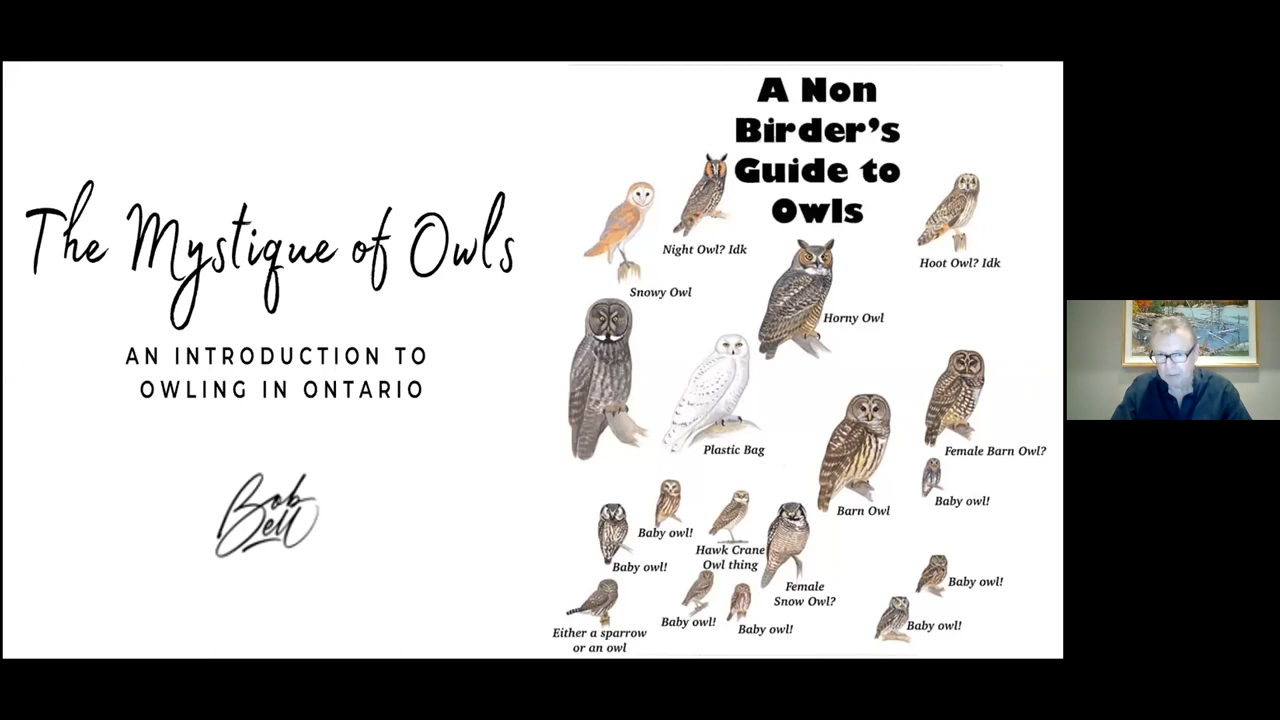 The Mystique of Owls
AN INTRODUCTION TO
OWLING IN ONTARIO
Bob
Bell
A Non
Birder's
Guide to
Owls
Night Owl? Idk
Hoot Owl? Idk
Snowy Owl
Horny Owl
Plastic Bag
Female Barn Owl?
Baby owl!
Barn Owl
Baby owl!
Hawk Crane
Owl thing
Baby owl!
Female
Snow Owl?
Baby owl!
Baby owl!
Baby owl!
Baby owl!
Either a sparrow
or an owl